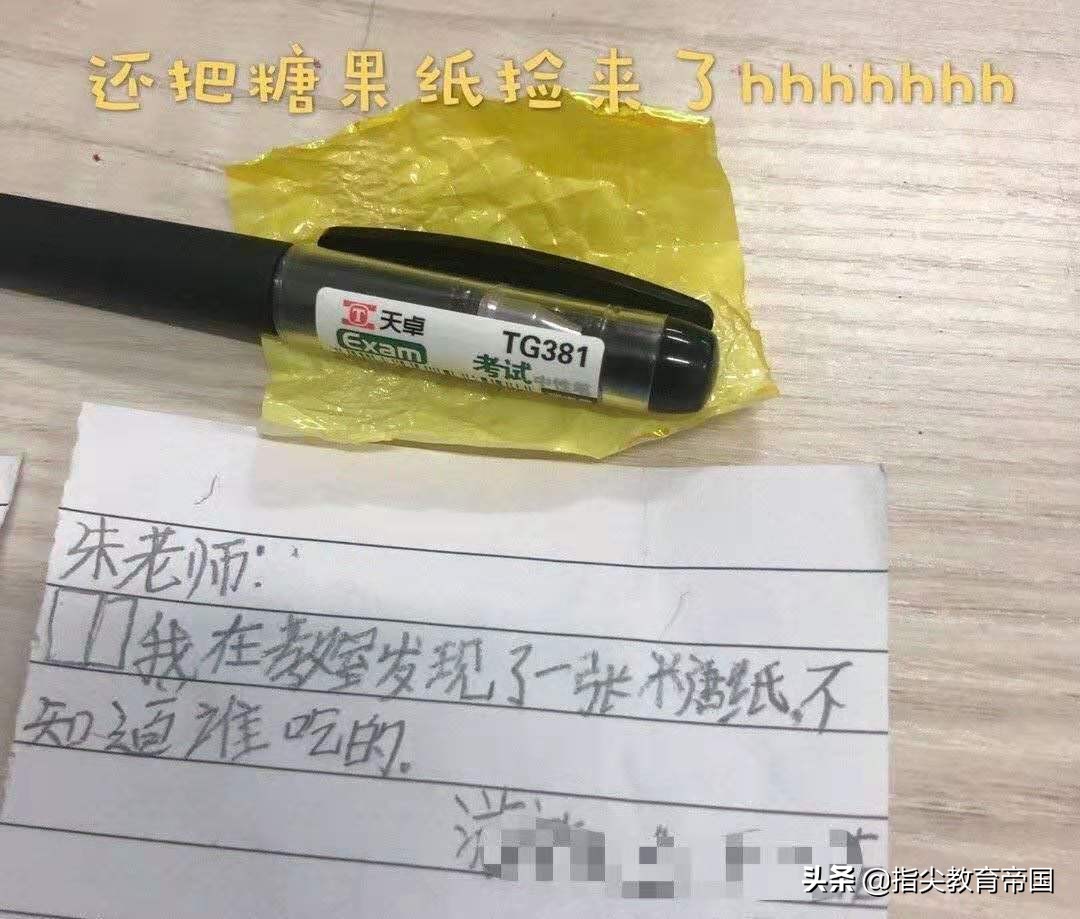 还把糖果纸捡来了hhhhhhh
天卓
TG381
Exam
考试
朱老师:
我在教室发现了一张糖纸,不
知道谁吃的.
头条 @指尖教育帝国